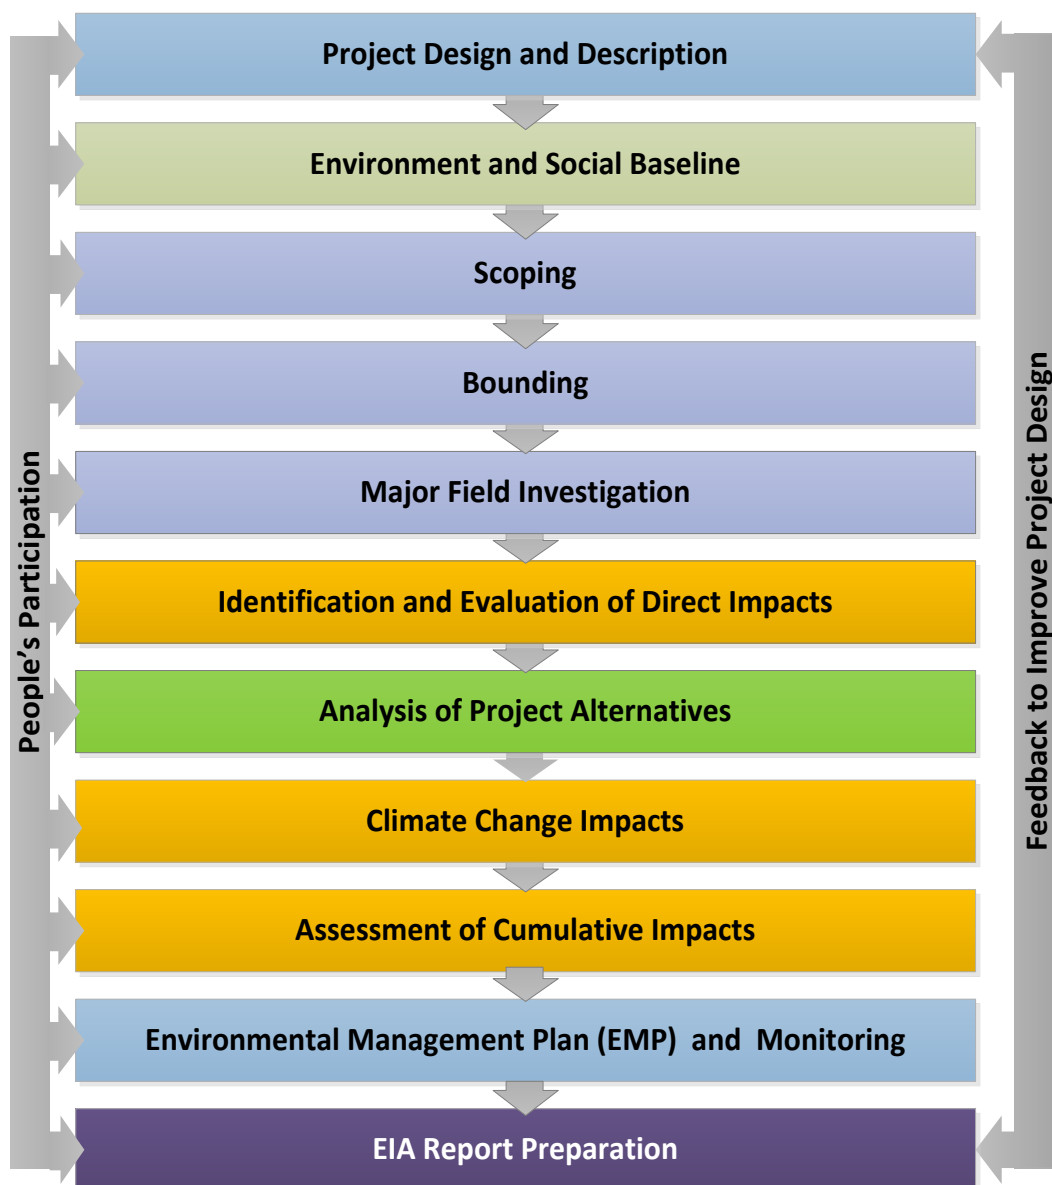 Project Design and Description
Environment and Social Baseline
Scoping
Bounding
Major Field Investigation
Identification and Evaluation of Direct Impacts
Analysis of Project Alternatives
Climate Change Impacts
Assessment of Cumulative Impacts
Environmental Management Plan (EMP)  and  Monitoring
EIA Report Preparation
People’s Participation
Feedback to Improve Project Design